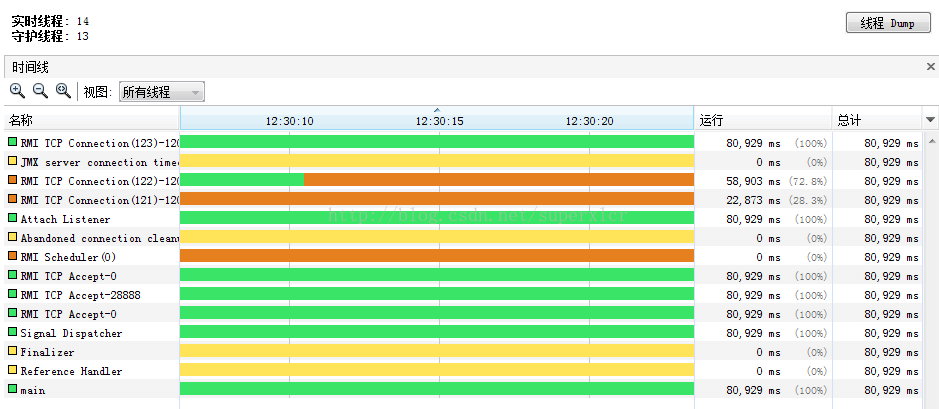 实时线程: 14
守护线程: 13
线程 Dump
时间线
视图: 所有线程
名称 12:30:10 12:30:15 12:30:20 运行 总计
RMI TCP Connection(123)-120 80,929 ms (100%) 80,929 ms
JMX server connection timeo 0 ms (0%) 80,929 ms
RMI TCP Connection(122)-120 58,903 ms (72.8%) 80,929 ms
RMI TCP Connection(121)-120 22,873 ms (28.3%) 80,929 ms
http://blog.csdn.net/superxlcr
Attach Listener 80,929 ms (100%) 80,929 ms
Abandoned connection cleanu 0 ms (0%) 80,929 ms
RMI Scheduler(0) 0 ms (0%) 80,929 ms
RMI TCP Accept-0 80,929 ms (100%) 80,929 ms
RMI TCP Accept-28888 80,929 ms (100%) 80,929 ms
RMI TCP Accept-0 80,929 ms (100%) 80,929 ms
Signal Dispatcher 80,929 ms (100%) 80,929 ms
Finalizer 0 ms (0%) 80,929 ms
Reference Handler 0 ms (0%) 80,929 ms
main 80,929 ms (100%) 80,929 ms